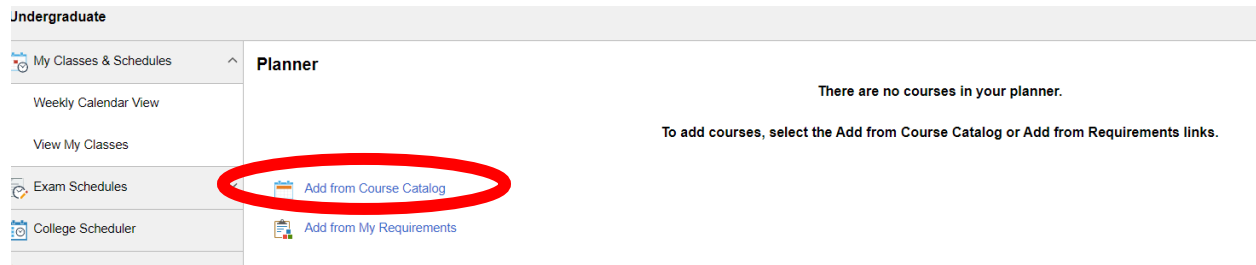 Undergraduate
My Classes & Schedules
Weekly Calendar View
View My Classes
Exam Schedules
College Scheduler
Planner
There are no courses in your planner.
To add courses, select the Add from Course Catalog or Add from Requirements links.
Add from Course Catalog
Add from My Requirements